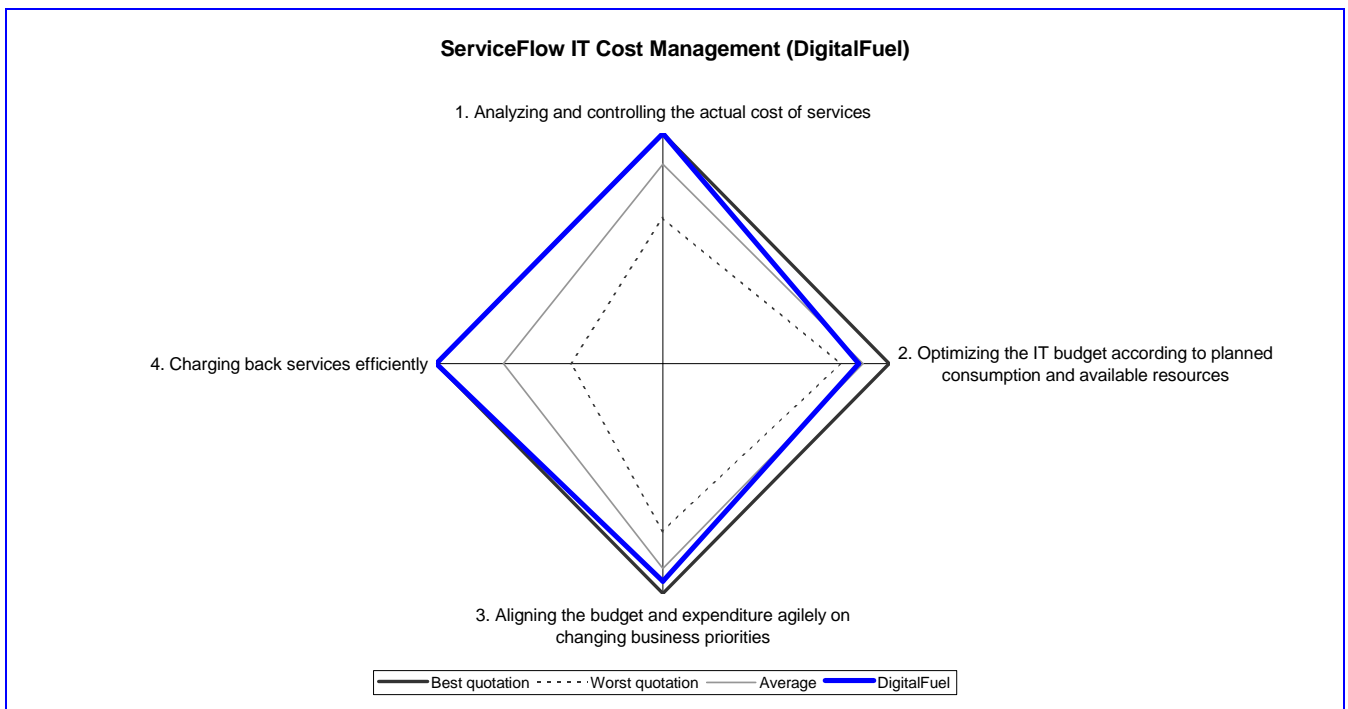 ServiceFlow IT Cost Management (DigitalFuel)
1. Analyzing and controlling the actual cost of services
4. Charging back services efficiently
2. Optimizing the IT budget according to planned
consumption and available resources
3. Aligning the budget and expenditure agilely on
changing business priorities
Best quotation Worst quotation Average DigitalFuel